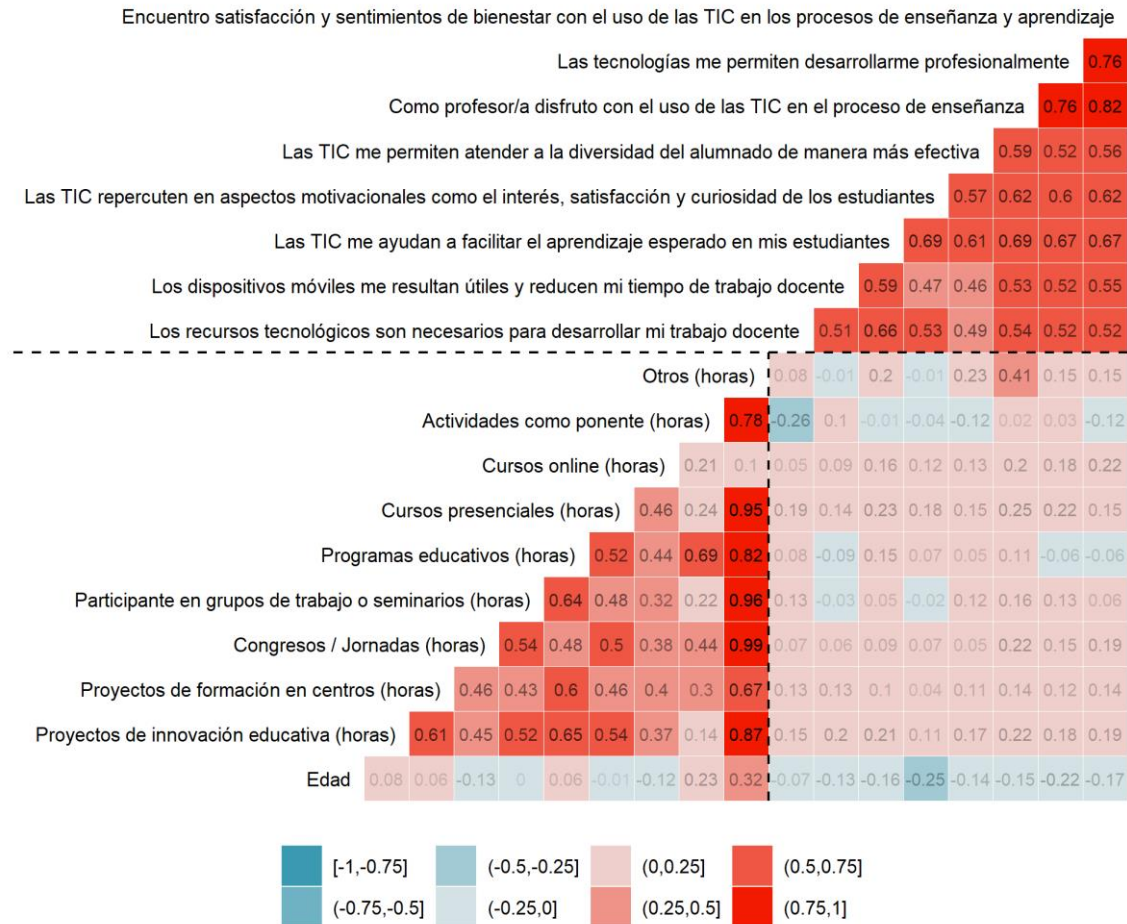 Encuentro satisfacción y sentimientos de bienestar con el uso de las TIC en los procesos de enseñanza y aprendizaje
Las tecnologías me permiten desarrollarme profesionalmente 0.76
Como profesor/a disfruto con el uso de las TIC en el proceso de enseñanza 0.76 0.82
Las TIC me permiten atender a la diversidad del alumnado de manera más efectiva 0.59 0.52 0.56
Las TIC repercuten en aspectos motivacionales como el interés, satisfacción y curiosidad de los estudiantes 0.57 0.62 0.6 0.62
Las TIC me ayudan a facilitar el aprendizaje esperado en mis estudiantes 0.69 0.61 0.69 0.67 0.67
Los dispositivos móviles me resultan útiles y reducen mi tiempo de trabajo docente 0.59 0.47 0.46 0.53 0.52 0.55
Los recursos tecnológicos son necesarios para desarrollar mi trabajo docente 0.51 0.66 0.53 0.49 0.54 0.52 0.52
Otros (horas) 0.08 -0.01 0.2 -0.01 0.23 0.41 0.15 0.15
Actividades como ponente (horas) 0.78 -0.26 0.1 -0.01 -0.04 -0.12 0.02 0.03 -0.12
Cursos online (horas) 0.21 0.1 0.05 0.09 0.16 0.12 0.13 0.2 0.18 0.22
Cursos presenciales (horas) 0.46 0.24 0.95 0.19 0.14 0.23 0.18 0.15 0.25 0.22 0.15
Programas educativos (horas) 0.52 0.44 0.69 0.82 0.08 -0.09 0.15 0.07 0.05 0.11 -0.06 -0.06
Participante en grupos de trabajo o seminarios (horas) 0.64 0.48 0.32 0.22 0.96 0.13 -0.03 0.05 -0.02 0.12 0.16 0.13 0.06
Congresos / Jornadas (horas) 0.54 0.48 0.5 0.38 0.44 0.99 0.07 0.06 0.09 0.07 0.05 0.22 0.15 0.19
Proyectos de formación en centros (horas) 0.46 0.43 0.6 0.46 0.4 0.3 0.67 0.13 0.13 0.1 0.04 0.11 0.14 0.12 0.14
Proyectos de innovación educativa (horas) 0.61 0.45 0.52 0.65 0.54 0.37 0.14 0.87 0.15 0.2 0.21 0.11 0.17 0.22 0.18 0.19
Edad 0.08 0.06 -0.13 0 0.06 -0.01 -0.12 0.23 0.32 -0.07 -0.13 -0.16 -0.25 -0.14 -0.15 -0.22 -0.17
[-1,-0.75] (-0.5,-0.25] (0,0.25] (0.5,0.75]
(-0.75,-0.5] (-0.25,0] (0.25,0.5] (0.75,1]